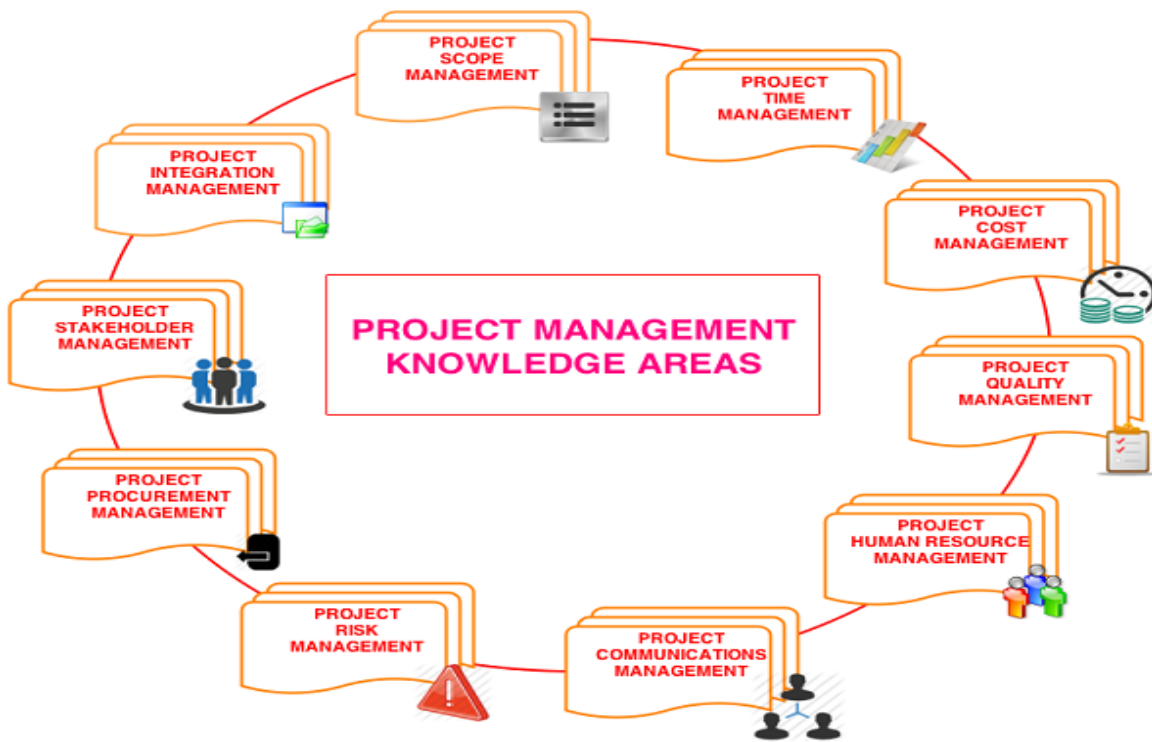 PROJECT
SCOPE
MANAGEMENT
PROJECT
TIME
MANAGEMENT
PROJECT
INTEGRATION
MANAGEMENT
PROJECT
COST
MANAGEMENT
PROJECT
STAKEHOLDER
MANAGEMENT
PROJECT MANAGEMENT
KNOWLEDGE AREAS
PROJECT
QUALITY
MANAGEMENT
PROJECT
PROCUREMENT
MANAGEMENT
PROJECT
HUMAN RESOURCE
MANAGEMENT
PROJECT
RISK
MANAGEMENT
PROJECT
COMMUNICATIONS
MANAGEMENT